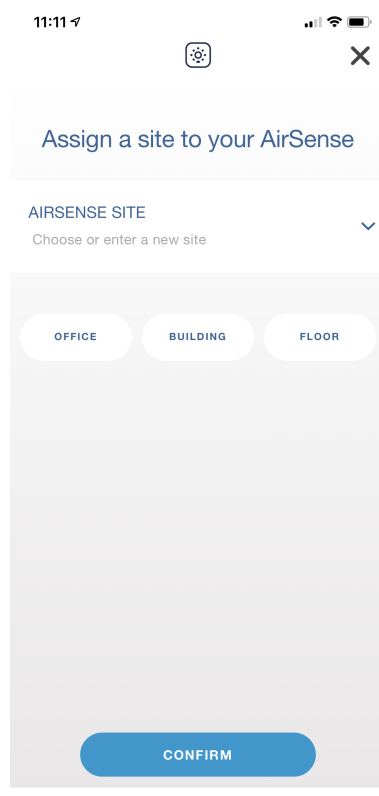 11:11
Assign a site to your AirSense
AIRSENSE SITE
Choose or enter a new site
OFFICE BUILDING FLOOR
CONFIRM